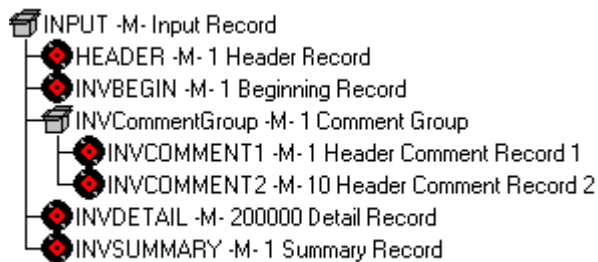 INPUT -M- Input Record
HEADER -M- 1 Header Record
INVBEGIN -M- 1 Beginning Record
INVCommentGroup -M- 1 Comment Group
INVCOMMENT1 -M- 1 Header Comment Record 1
INVCOMMENT2 -M- 10 Header Comment Record 2
INVDETAIL -M- 200000 Detail Record
INVSUMMARY -M- 1 Summary Record